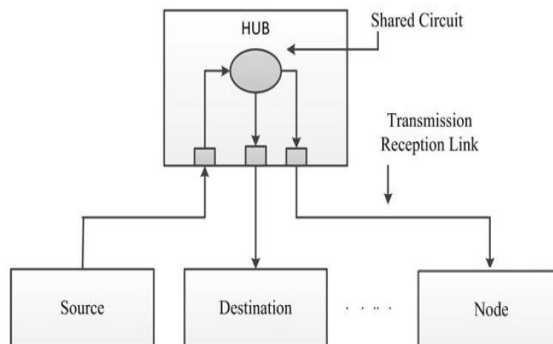 HUB
Shared Circuit
Transmission
Reception Link
Source
Destination
. . .. .
Node